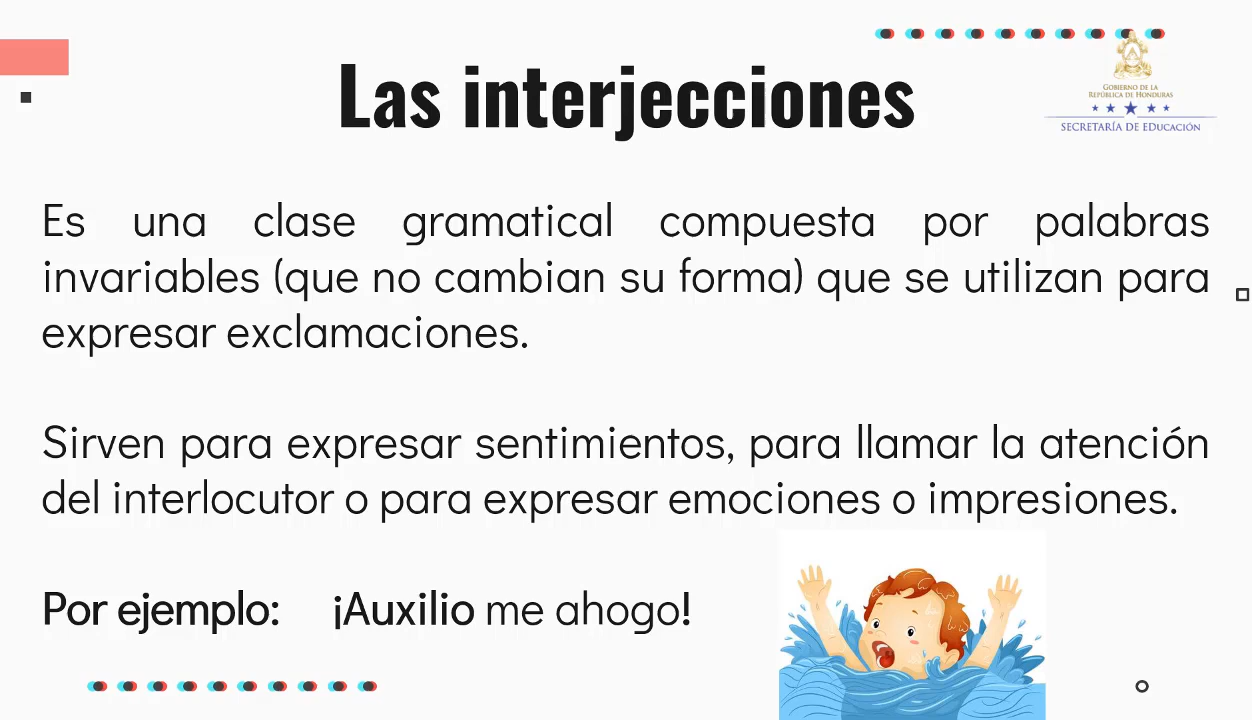 Las interjecciones
GOBIERNO DE LA
REPÚBLICA DE HONDURAS
SECRETARÍA DE EDUCACIÓN
Es una clase gramatical compuesta por palabras
invariables (que no cambian su forma) que se utilizan para
expresar exclamaciones.
Sirven para expresar sentimientos, para llamar la atención
del interlocutor o para expresar emociones o impresiones.
Por ejemplo: ¡Auxilio me ahogo!